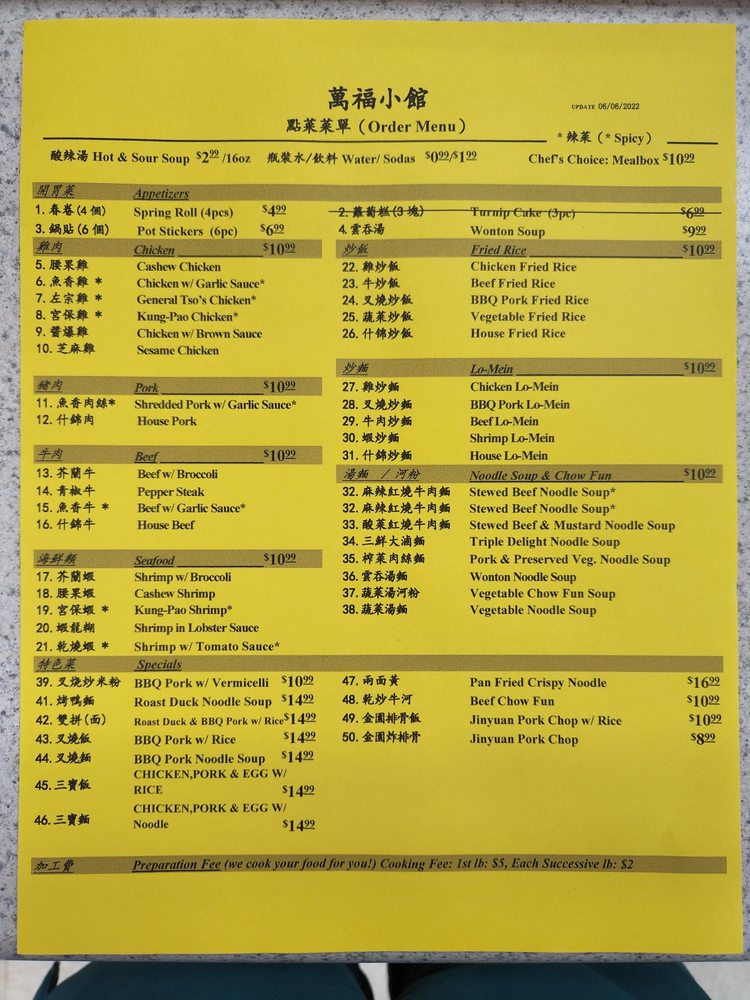 萬福小館
UPDATE 06/06/2022
點菜菜單 (Order Menu)
*辣菜 (* Spicy)
酸辣湯 Hot & Sour Soup $2.99 /16oz 瓶裝水/飲料 Water/ Sodas $0.99/$1.99 Chef's Choice: Mealbox $10.99
開胃菜 Appetizers
1. 春卷(4 個) Spring Roll (4pcs) $4.99
2. 蘿蔔糕(3 塊) Turnip Cake (3pc) $6.99
3. 鍋貼(6 個) Pot Stickers (6pc) $6.99
4. 雲吞湯 Wonton Soup $9.99
雞肉 Chicken $10.99
5. 腰果雞 Cashew Chicken
6. 魚香雞 * Chicken w/ Garlic Sauce*
7. 左宗雞 * General Tso's Chicken*
8. 宮保雞 * Kung-Pao Chicken*
9. 醬爆雞 Chicken w/ Brown Sauce
10. 芝麻雞 Sesame Chicken
豬肉 Pork $10.99
11. 魚香肉絲* Shredded Pork w/ Garlic Sauce*
12. 什錦肉 House Pork
牛肉 Beef $10.99
13. 芥蘭牛 Beef w/ Broccoli
14. 青椒牛 Pepper Steak
15. 魚香牛 * Beef w/ Garlic Sauce*
16. 什錦牛 House Beef
海鮮類 Seafood $10.99
17. 芥蘭蝦 Shrimp w/ Broccoli
18. 腰果蝦 Cashew Shrimp
19. 宮保蝦 * Kung-Pao Shrimp*
20. 蝦龍糊 Shrimp in Lobster Sauce
21. 乾燒蝦 * Shrimp w/ Tomato Sauce*
炒飯 Fried Rice $10.99
22. 雞炒飯 Chicken Fried Rice
23. 牛炒飯 Beef Fried Rice
24. 叉燒炒飯 BBQ Pork Fried Rice
25. 蔬菜炒飯 Vegetable Fried Rice
26. 什錦炒飯 House Fried Rice
炒麵 Lo-Mein $10.99
27. 雞炒麵 Chicken Lo-Mein
28. 叉燒炒麵 BBQ Pork Lo-Mein
29. 牛肉炒麵 Beef Lo-Mein
30. 蝦炒麵 Shrimp Lo-Mein
31. 什錦炒麵 House Lo-Mein
湯麵 / 河粉 Noodle Soup & Chow Fun $10.99
32. 麻辣紅燒牛肉麵 Stewed Beef Noodle Soup*
32. 麻辣紅燒牛肉麵 Stewed Beef Noodle Soup*
33. 酸菜紅燒牛肉麵 Stewed Beef & Mustard Noodle Soup
34. 三鮮大滷麵 Triple Delight Noodle Soup
35. 榨菜肉絲麵 Pork & Preserved Veg. Noodle Soup
36. 雲吞湯麵 Wonton Noodle Soup
37. 蔬菜湯河粉 Vegetable Chow Fun Soup
38. 蔬菜湯麵 Vegetable Noodle Soup
特色菜 Specials
39. 叉燒炒米粉 BBQ Pork w/ Vermicelli $10.99
41. 烤鴨麵 Roast Duck Noodle Soup $14.99
42. 雙拼(面) Roast Duck & BBQ Pork w/ Rice $14.99
43. 叉燒飯 BBQ Pork w/ Rice $14.99
44. 叉燒麵 BBQ Pork Noodle Soup $14.99
45. 三寶飯 CHICKEN,PORK & EGG W/
RICE $14.99
46. 三寶麵 CHICKEN,PORK & EGG W/
Noodle $14.99
47. 兩面黃 Pan Fried Crispy Noodle $16.99
48. 乾炒牛河 Beef Chow Fun $10.99
49. 金園排骨飯 Jinyuan Pork Chop w/ Rice $10.99
50. 金園炸排骨 Jinyuan Pork Chop $8.99
加工費 Preparation Fee (we cook your food for you!) Cooking Fee: 1st lb: $5, Each Successive lb: $2